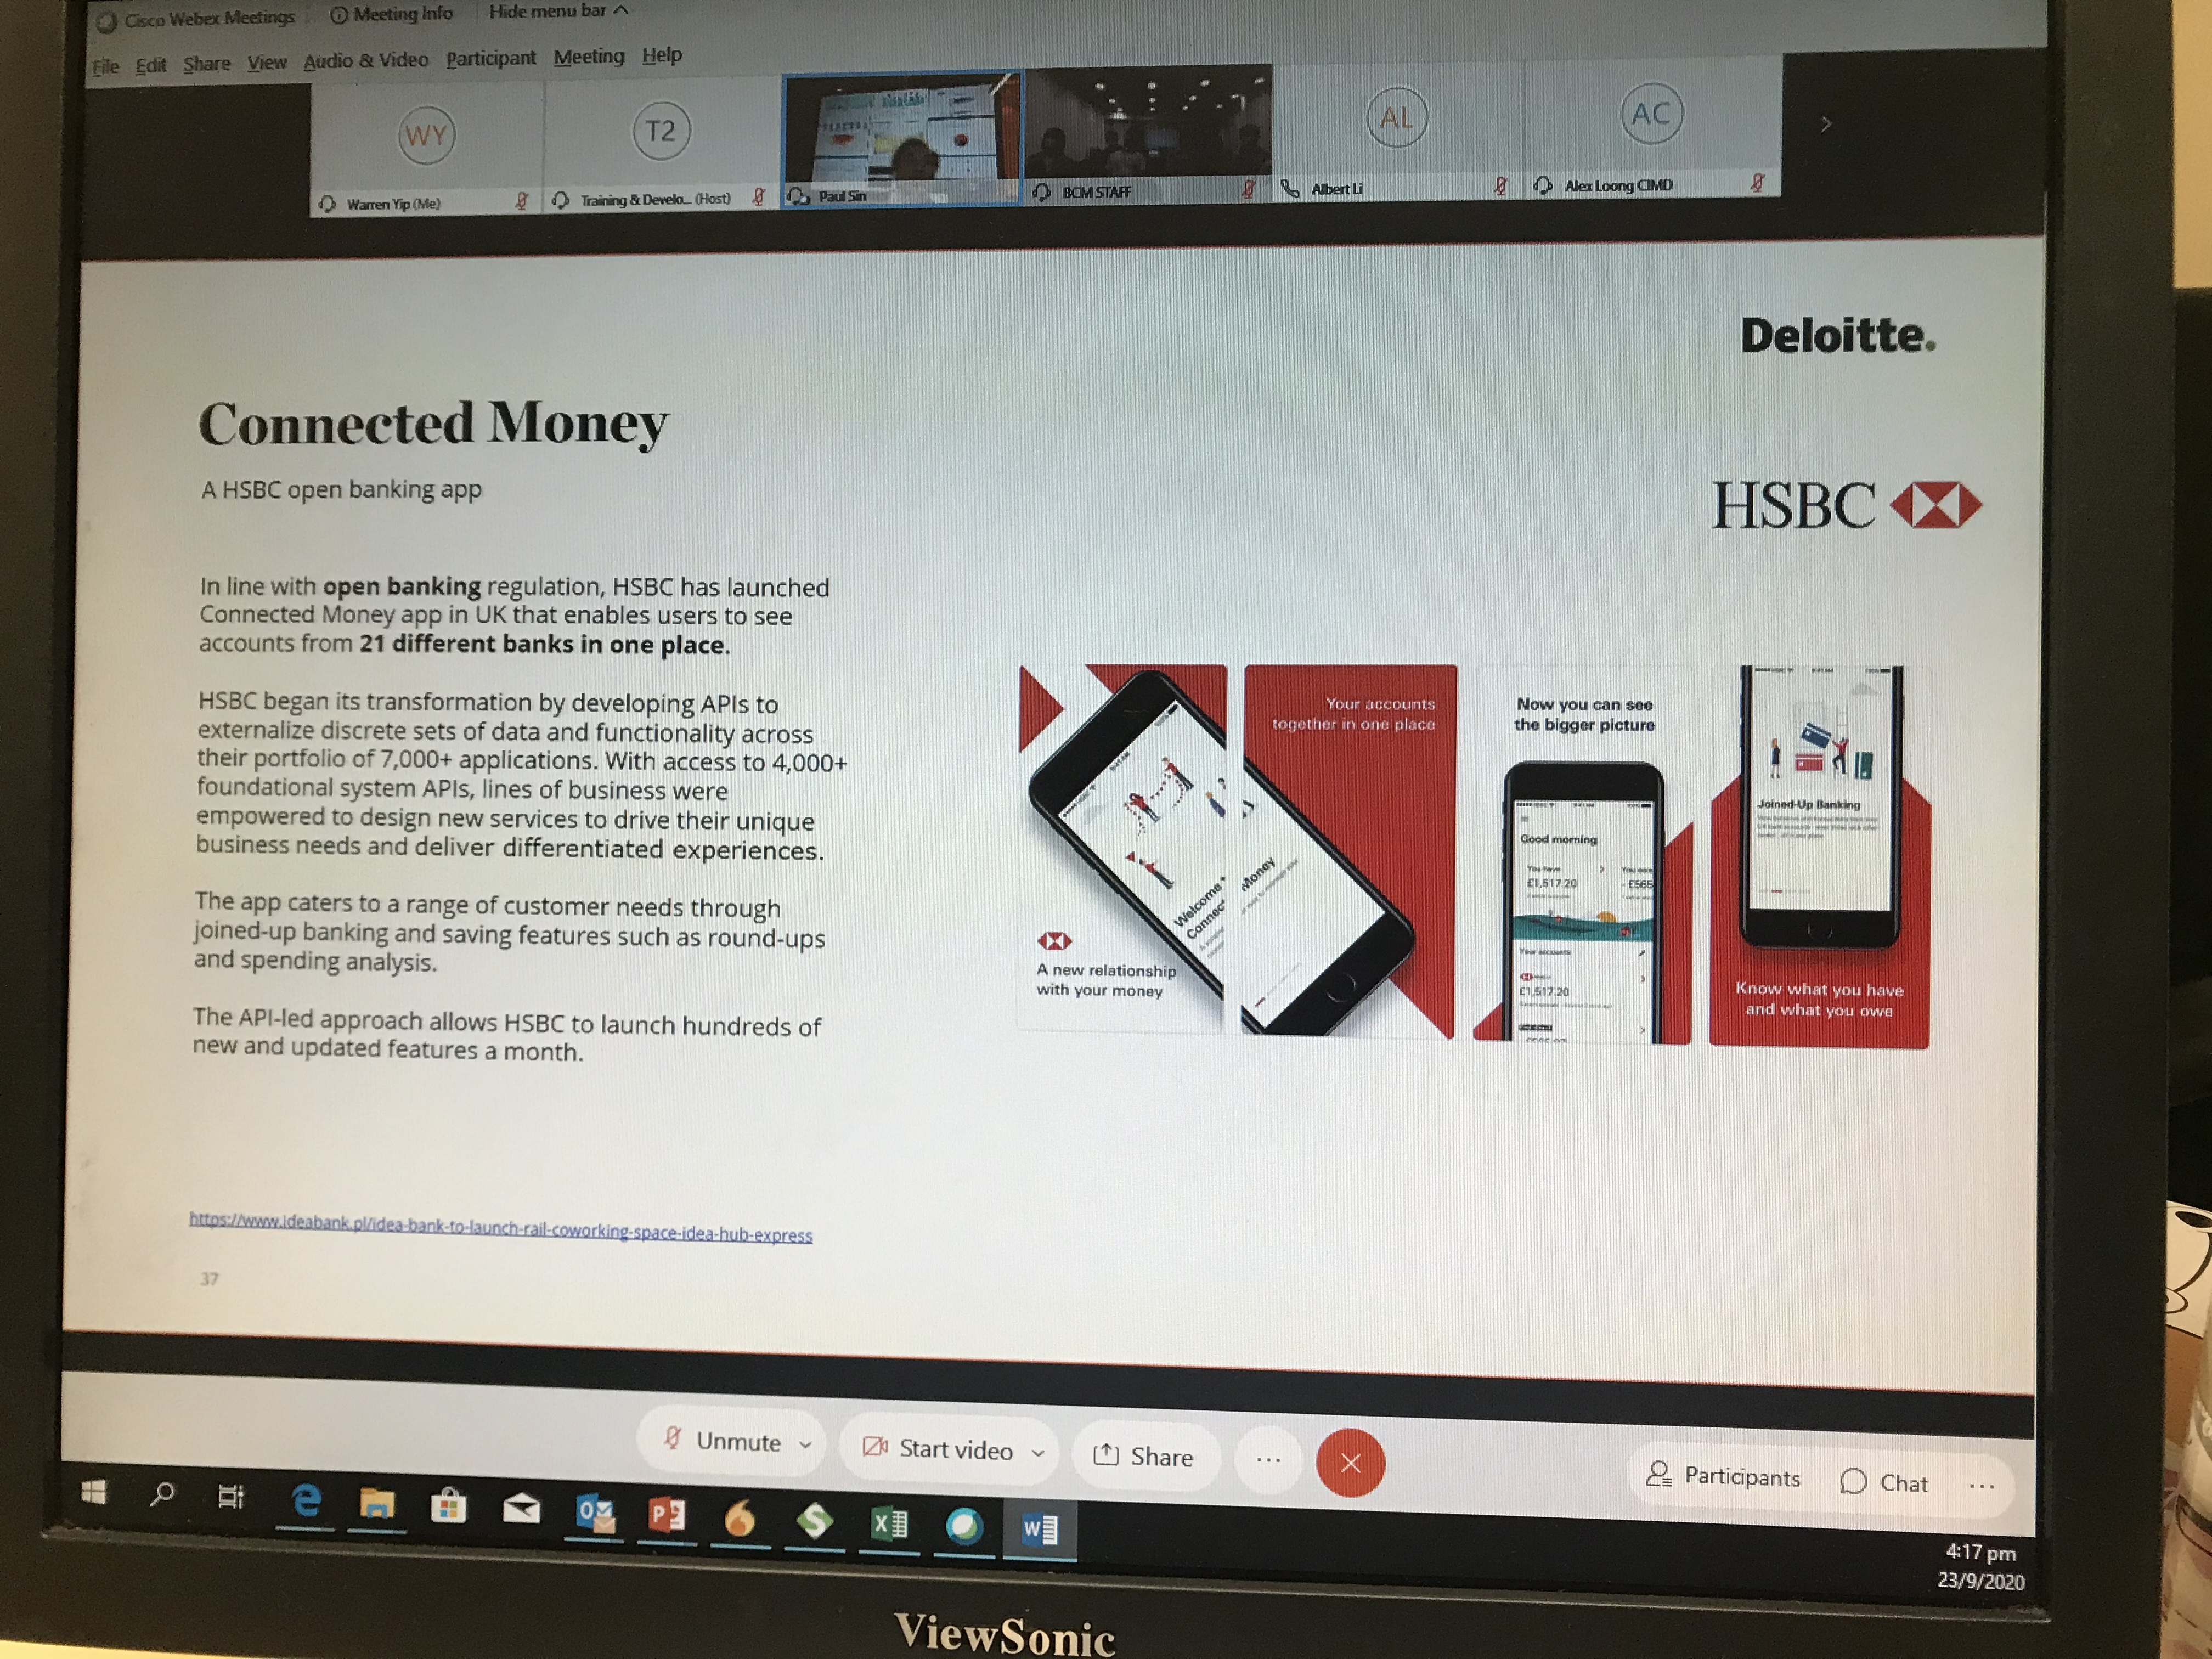 Cisco Webex Meetings Meeting Info Hide menu bar
File Edit Share View Audio & Video Participant Meeting Help
WY T2 AL AC
Warren Yip (Me) Training & Develo... (Host) Paul Sin BCM STAFF Albert Li Alex Loong CIMD
Deloitte.
Connected Money
A HSBC open banking app
HSBC
In line with open banking regulation, HSBC has launched
Connected Money app in UK that enables users to see
accounts from 21 different banks in one place.
HSBC began its transformation by developing APIs to
externalize discrete sets of data and functionality across
their portfolio of 7,000+ applications. With access to 4,000+
foundational system APIs, lines of business were
empowered to design new services to drive their unique
business needs and deliver differentiated experiences.
The app caters to a range of customer needs through
joined-up banking and saving features such as round-ups
and spending analysis.
The API-led approach allows HSBC to launch hundreds of
new and updated features a month.
Welcome
Connec
A new relationship
with your money
Your accounts
together in one place
Money
Now you can see
the bigger picture
Good morning
You have
£1,517.20
- £565
Your accounts
£1,517.20
Joined-Up Banking
Know what you have
and what you owe
https://www.ideabank.pl/idea-bank-to-launch-rail-coworking-space-idea-hub-express
37
Unmute Start video Share ... Participants Chat ...
4:17 pm
23/9/2020
ViewSonic